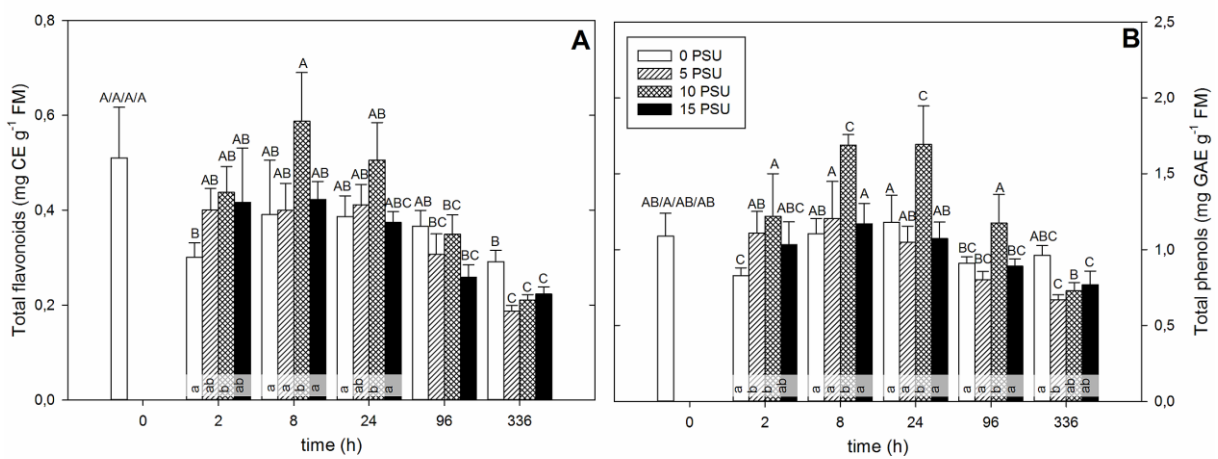 Total flavonoids (mg CE g-1 FM)
0,8
0,6
0,4
0,2
0,0
A
A/A/A/A
B AB AB AB
AB AB A AB
AB AB AB ABC
AB BC BC BC
B C C C
a ab b ab
a a b a
a ab b a
0 2 8 24 96 336
time (h)
B
0 PSU
5 PSU
10 PSU
15 PSU
AB/A/AB/AB
C AB A ABC
AB A C A
A AB C AB
BC BC A BC
ABC C B C
a b b ab
a a b a
a a b a
a a b a
a b ab ab
0 2 8 24 96 336
time (h)
2,5
2,0
1,5
1,0
0,5
0,0
Total phenols (mg GAE g-1 FM)